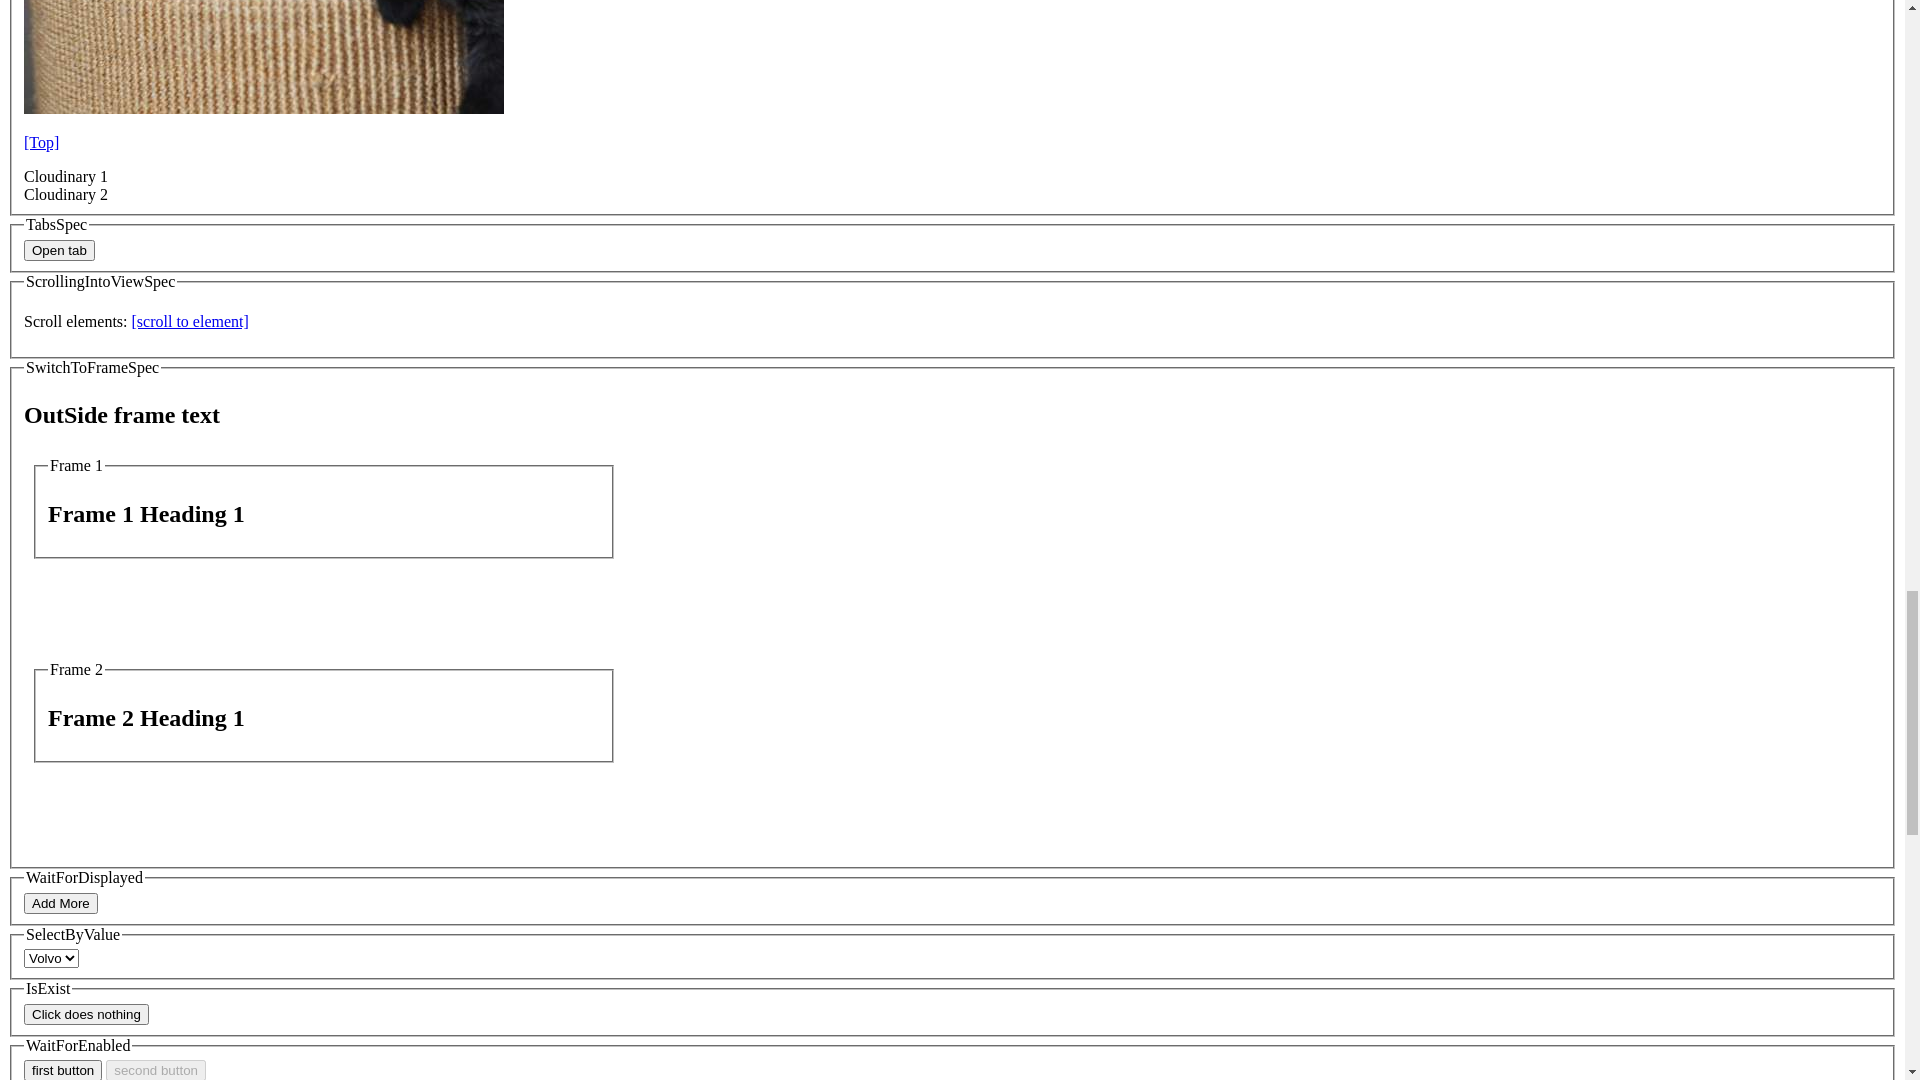 [Top]
Cloudinary 1
Cloudinary 2
TabsSpec
Open tab
ScrollingIntoViewSpec
Scroll elements: [scroll to element]
SwitchToFrameSpec
OutSide frame text
Frame 1
Frame 1 Heading 1
Frame 2
Frame 2 Heading 1
WaitForDisplayed
Add More
SelectByValue
Volvo
IsExist
Click does nothing
WaitForEnabled
first button second button